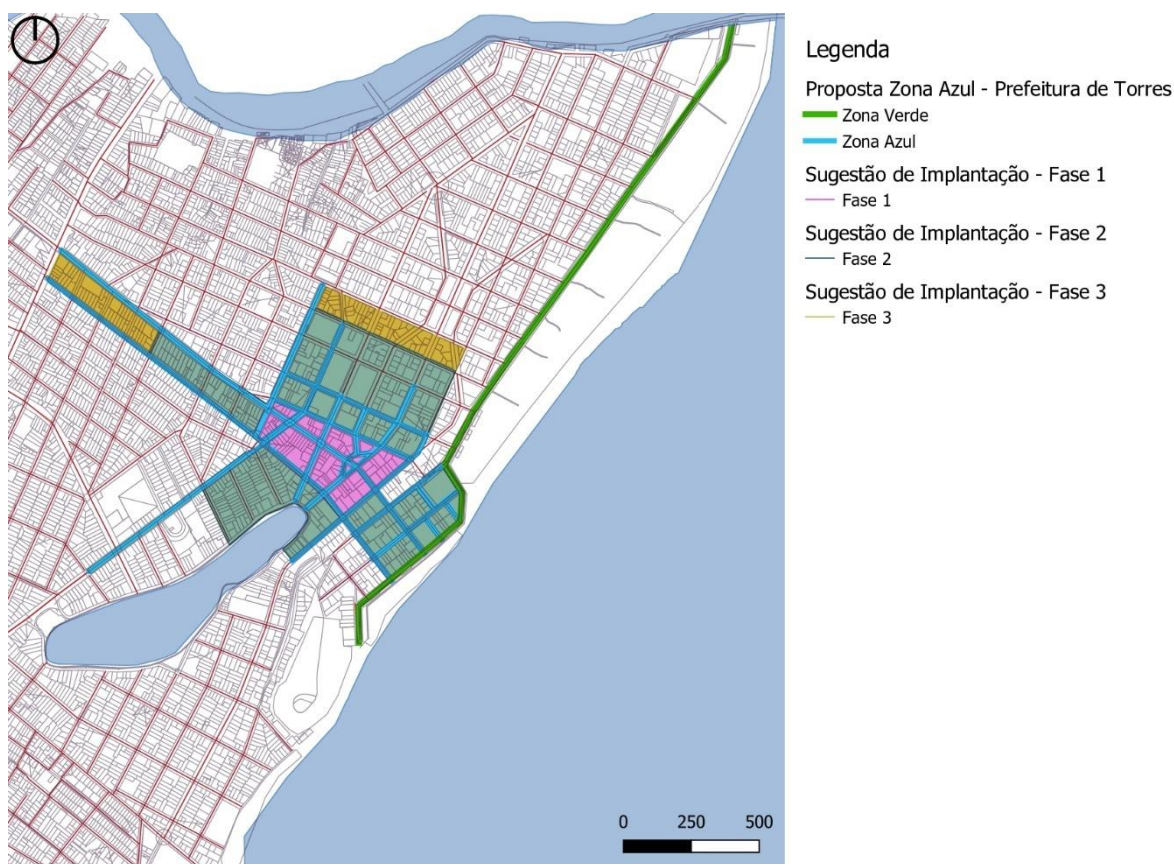 Legenda
Proposta Zona Azul - Prefeitura de Torres
Zona Verde
Zona Azul
Sugestão de Implantação - Fase 1
Fase 1
Sugestão de Implantação - Fase 2
Fase 2
Sugestão de Implantação - Fase 3
Fase 3
0 250 500